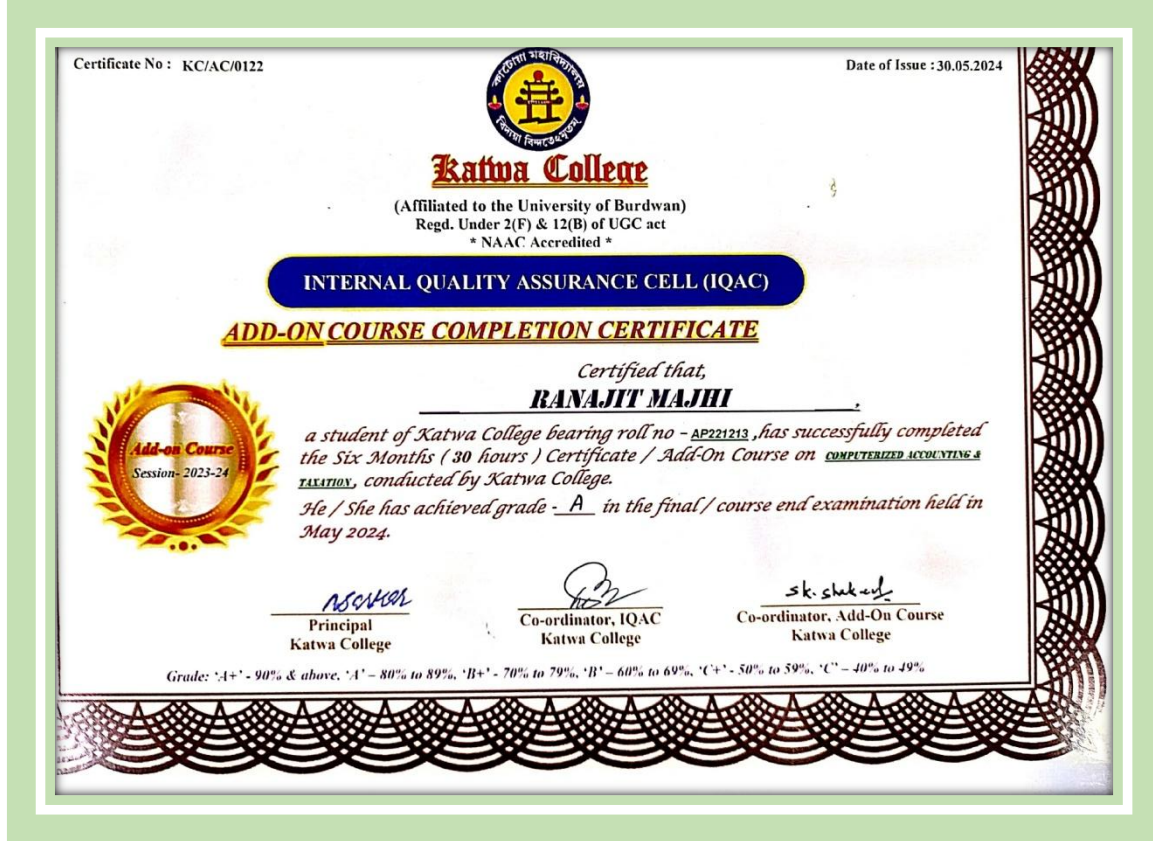 Certificate No : KC/AC/0122
Date of Issue : 30.05.2024
কাটোয়া মহাবিদ্যালয়
বিদ্যয়া বিন্দতেহমৃতম্
Katwa College
(Affiliated to the University of Burdwan)
Regd. Under 2(F) & 12(B) of UGC act
* NAAC Accredited *
INTERNAL QUALITY ASSURANCE CELL (IQAC)
ADD-ON COURSE COMPLETION CERTIFICATE
Certified that,
RANAJIT MAJHI ,
Add-on Course
Session- 2023-24
a student of Katwa College bearing roll no - AP221213 , has successfully completed
the Six Months ( 30 hours ) Certificate / Add-On Course on COMPUTERIZED ACCOUNTING &
TAXATION, conducted by Katwa College.
He / She has achieved grade - A in the final / course end examination held in
May 2024.
Principal
Katwa College
Co-ordinator, IQAC
Katwa College
Co-ordinator, Add-On Course
Katwa College
Grade: 'A+' - 90% & above, 'A' – 80% to 89%, 'B+' - 70% to 79%, 'B' – 60% to 69%, 'C+' - 50% to 59%, 'C' – 40% to 49%